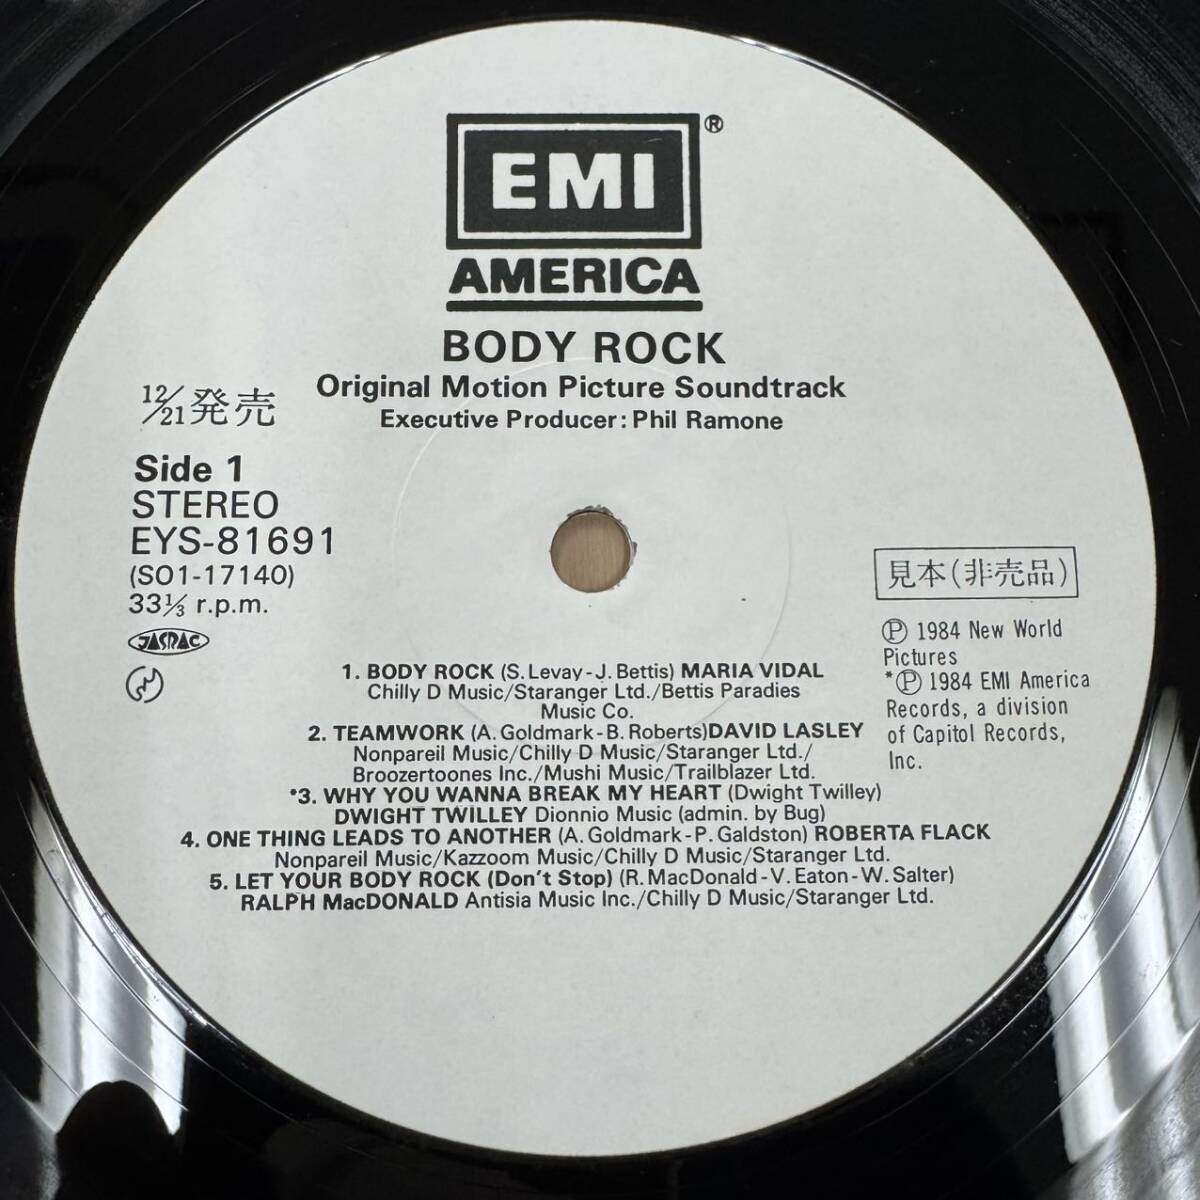 EMI®
AMERICA
BODY ROCK
Original Motion Picture Soundtrack
Executive Producer: Phil Ramone
12/21発売
Side 1
STEREO
EYS-81691
(SO1-17140)
33⅓ r.p.m.
JASRAC
見本(非売品)
Ⓟ 1984 New World
Pictures
*Ⓟ 1984 EMI America
Records, a division
of Capitol Records,
Inc.
1. BODY ROCK (S. Levay-J. Bettis) MARIA VIDAL
Chilly D Music/Staranger Ltd./Bettis Paradies
Music Co.
2. TEAMWORK (A. Goldmark-B. Roberts)DAVID LASLEY
Nonpareil Music/Chilly D Music/Staranger Ltd./
Broozertoones Inc./Mushi Music/Trailblazer Ltd.
*3. WHY YOU WANNA BREAK MY HEART (Dwight Twilley)
DWIGHT TWILLEY Dionnio Music (admin. by Bug)
4. ONE THING LEADS TO ANOTHER (A. Goldmark-P. Galdston) ROBERTA FLACK
Nonpareil Music/Kazzoom Music/Chilly D Music/Staranger Ltd.
5. LET YOUR BODY ROCK (Don't Stop) (R. MacDonald-V. Eaton-W. Salter)
RALPH MacDONALD Antisia Music Inc./Chilly D Music/Staranger Ltd.